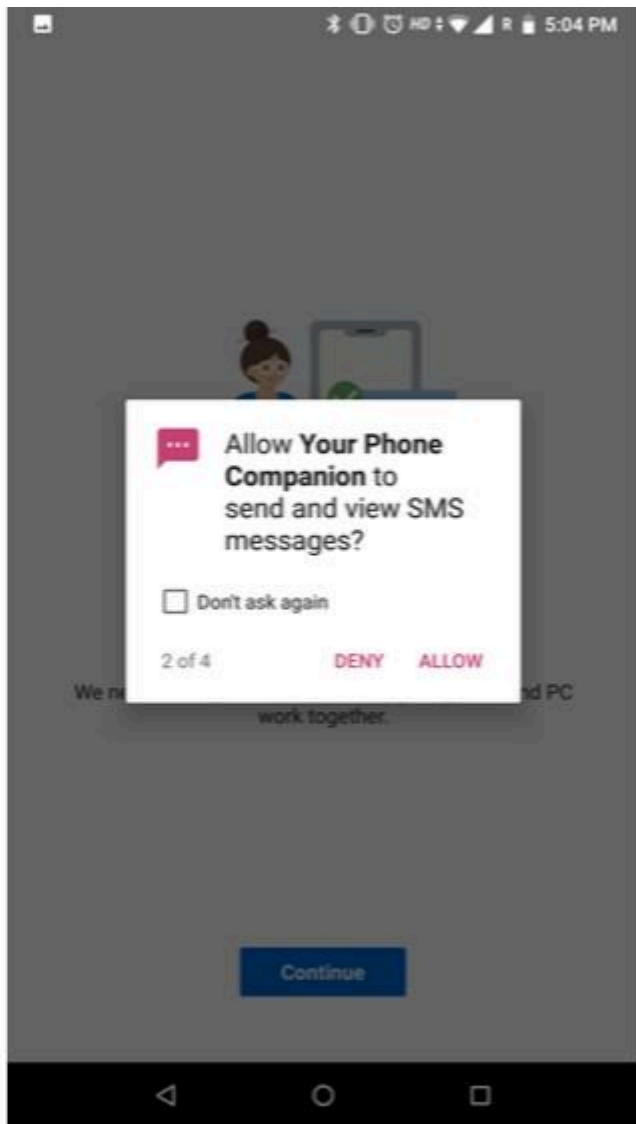 HD R 5:04 PM
Allow Your Phone
Companion to
send and view SMS
messages?
Don't ask again
2 of 4 DENY ALLOW
We nd PC
work together.
Continue